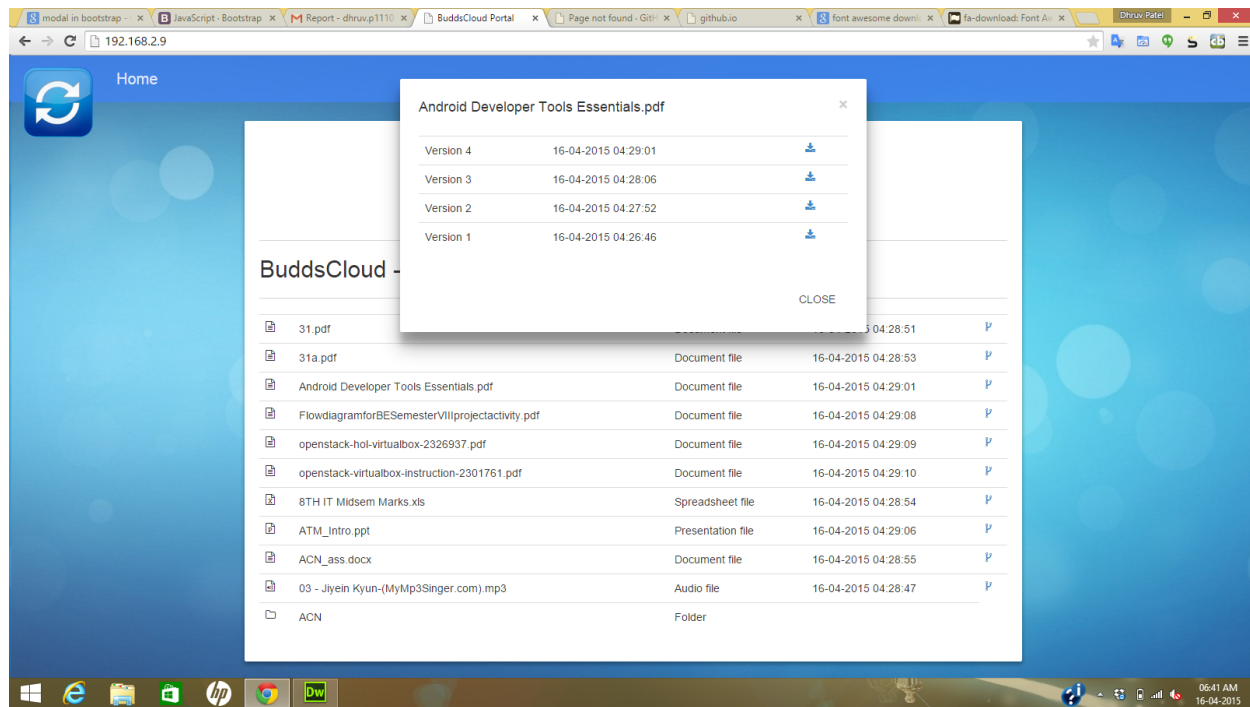 modal in bootstrap -
JavaScript · Bootstrap
Report - dhruv.p1110
BuddsCloud Portal
Page not found · GitH
github.io
font awesome downl
fa-download: Font Aw
Dhruv Patel
192.168.2.9
Home
Android Developer Tools Essentials.pdf
Version 4 16-04-2015 04:29:01
Version 3 16-04-2015 04:28:06
Version 2 16-04-2015 04:27:52
Version 1 16-04-2015 04:26:46
CLOSE
BuddsCloud -
31.pdf 04:28:51
31a.pdf Document file 16-04-2015 04:28:53
Android Developer Tools Essentials.pdf Document file 16-04-2015 04:29:01
FlowdiagramforBESemesterVIIIprojectactivity.pdf Document file 16-04-2015 04:29:08
openstack-hol-virtualbox-2326937.pdf Document file 16-04-2015 04:29:09
openstack-virtualbox-instruction-2301761.pdf Document file 16-04-2015 04:29:10
8TH IT Midsem Marks.xls Spreadsheet file 16-04-2015 04:28:54
ATM_Intro.ppt Presentation file 16-04-2015 04:29:06
ACN_ass.docx Document file 16-04-2015 04:28:55
03 - Jiyein Kyun-(MyMp3Singer.com).mp3 Audio file 16-04-2015 04:28:47
ACN Folder
hp
Dw
06:41 AM
16-04-2015